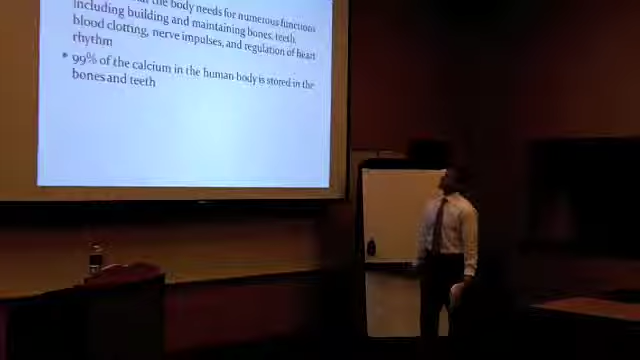 the body needs for numerous functions
including building and maintaining bones, teeth,
blood clotting, nerve impulses, and regulation of heart
rhythm
• 99% of the calcium in the human body is stored in the
bones and teeth